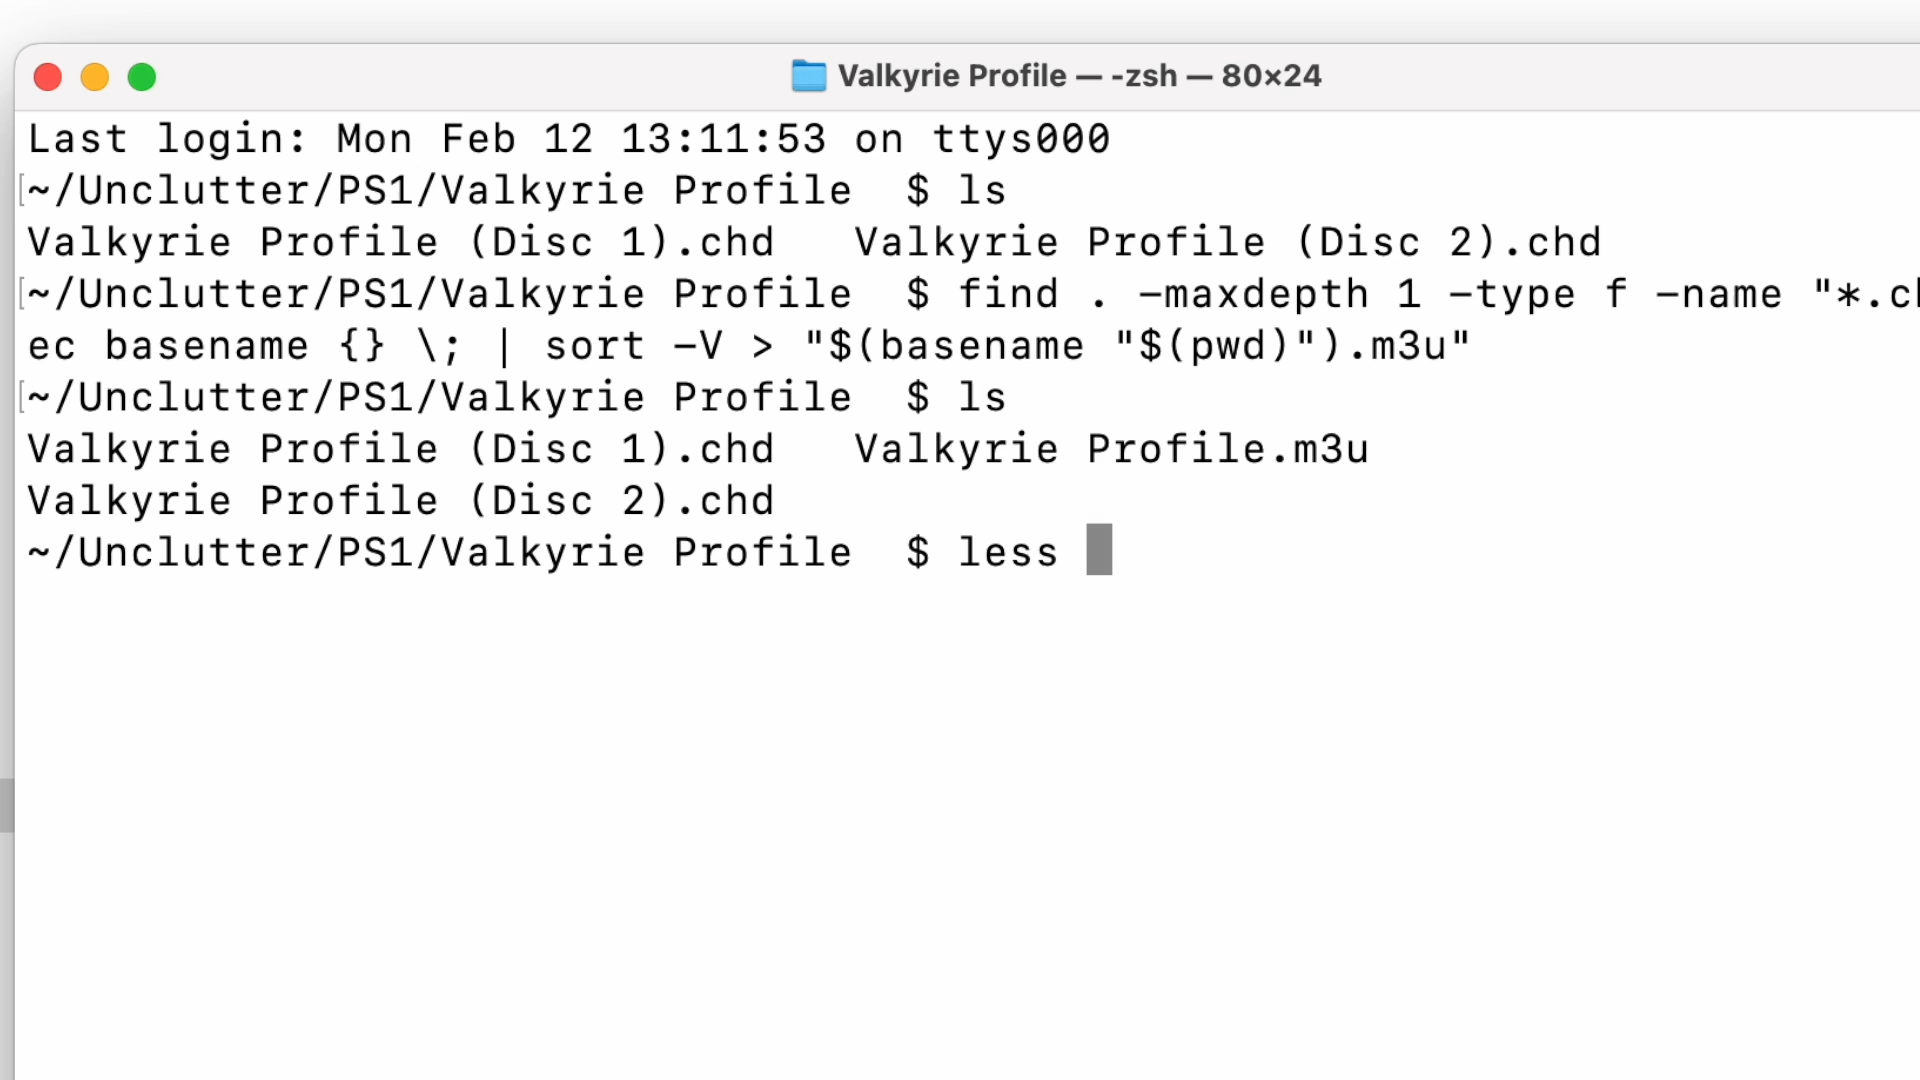 Valkyrie Profile — -zsh — 80×24
Last login: Mon Feb 12 13:11:53 on ttys000
[~/Unclutter/PS1/Valkyrie Profile  $ ls
Valkyrie Profile (Disc 1).chd   Valkyrie Profile (Disc 2).chd
[~/Unclutter/PS1/Valkyrie Profile  $ find . -maxdepth 1 -type f -name "*.c
ec basename {} \; | sort -V > "$(basename "$(pwd)").m3u"
[~/Unclutter/PS1/Valkyrie Profile  $ ls
Valkyrie Profile (Disc 1).chd   Valkyrie Profile.m3u
Valkyrie Profile (Disc 2).chd
~/Unclutter/PS1/Valkyrie Profile  $ less